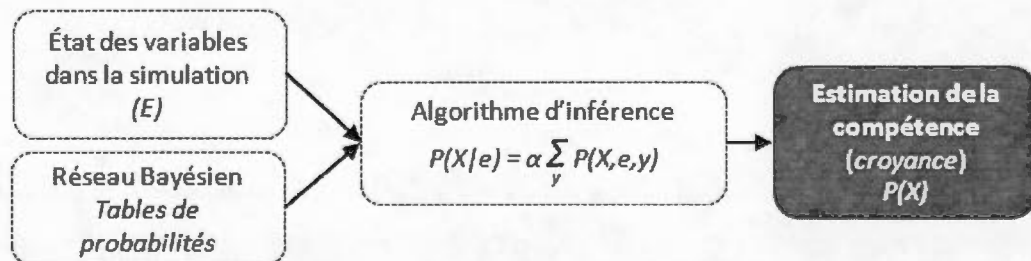 État des variables
dans la simulation
(E)
Réseau Bayésien
Tables de
probabilités
Algorithme d'inférence
P(X|e) = α ∑ P(X,e,y)
y
Estimation de la
compétence
(croyance)
P(X)